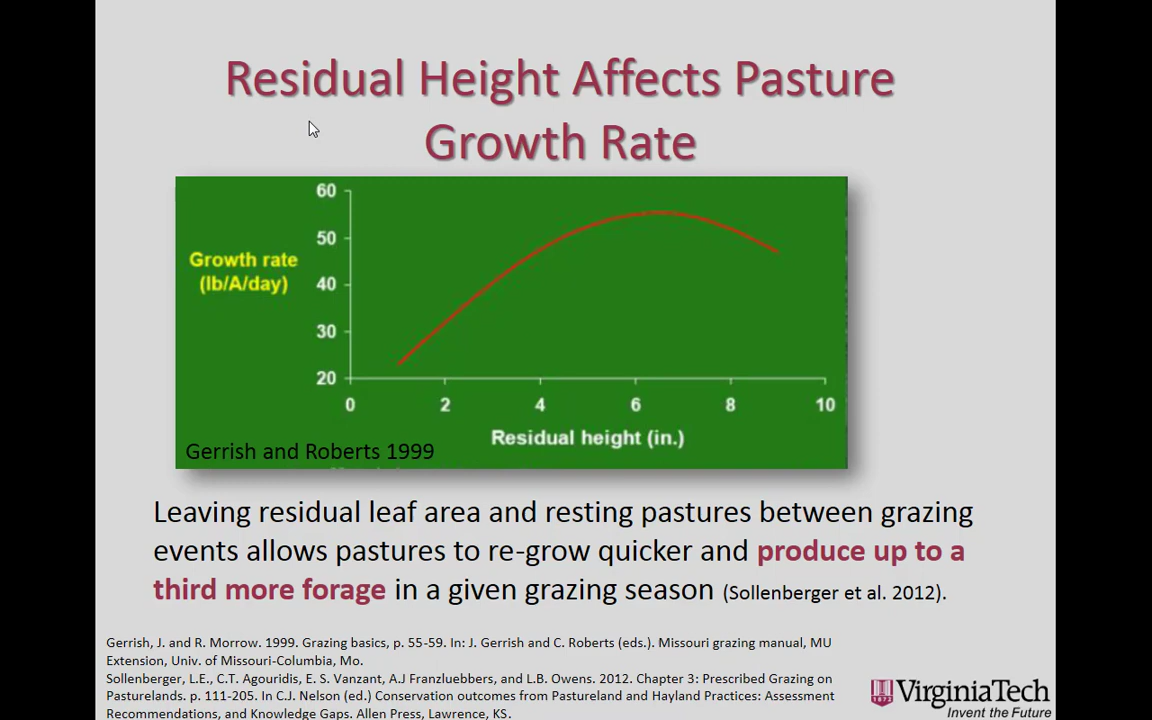 Residual Height Affects Pasture
Growth Rate
60
50
40
30
20
Growth rate
(lb/A/day)
0 2 4 6 8 10
Residual height (in.)
Gerrish and Roberts 1999
Leaving residual leaf area and resting pastures between grazing
events allows pastures to re-grow quicker and produce up to a
third more forage in a given grazing season (Sollenberger et al. 2012).
Gerrish, J. and R. Morrow. 1999. Grazing basics, p. 55-59. In: J. Gerrish and C. Roberts (eds.). Missouri grazing manual, MU
Extension, Univ. of Missouri-Columbia, Mo.
Sollenberger, L.E., C.T. Agouridis, E. S. Vanzant, A.J Franzluebbers, and L.B. Owens. 2012. Chapter 3: Prescribed Grazing on
Pasturelands. p. 111-205. In C.J. Nelson (ed.) Conservation outcomes from Pastureland and Hayland Practices: Assessment
Recommendations, and Knowledge Gaps. Allen Press, Lawrence, KS.
1872
VirginiaTech
Invent the Future